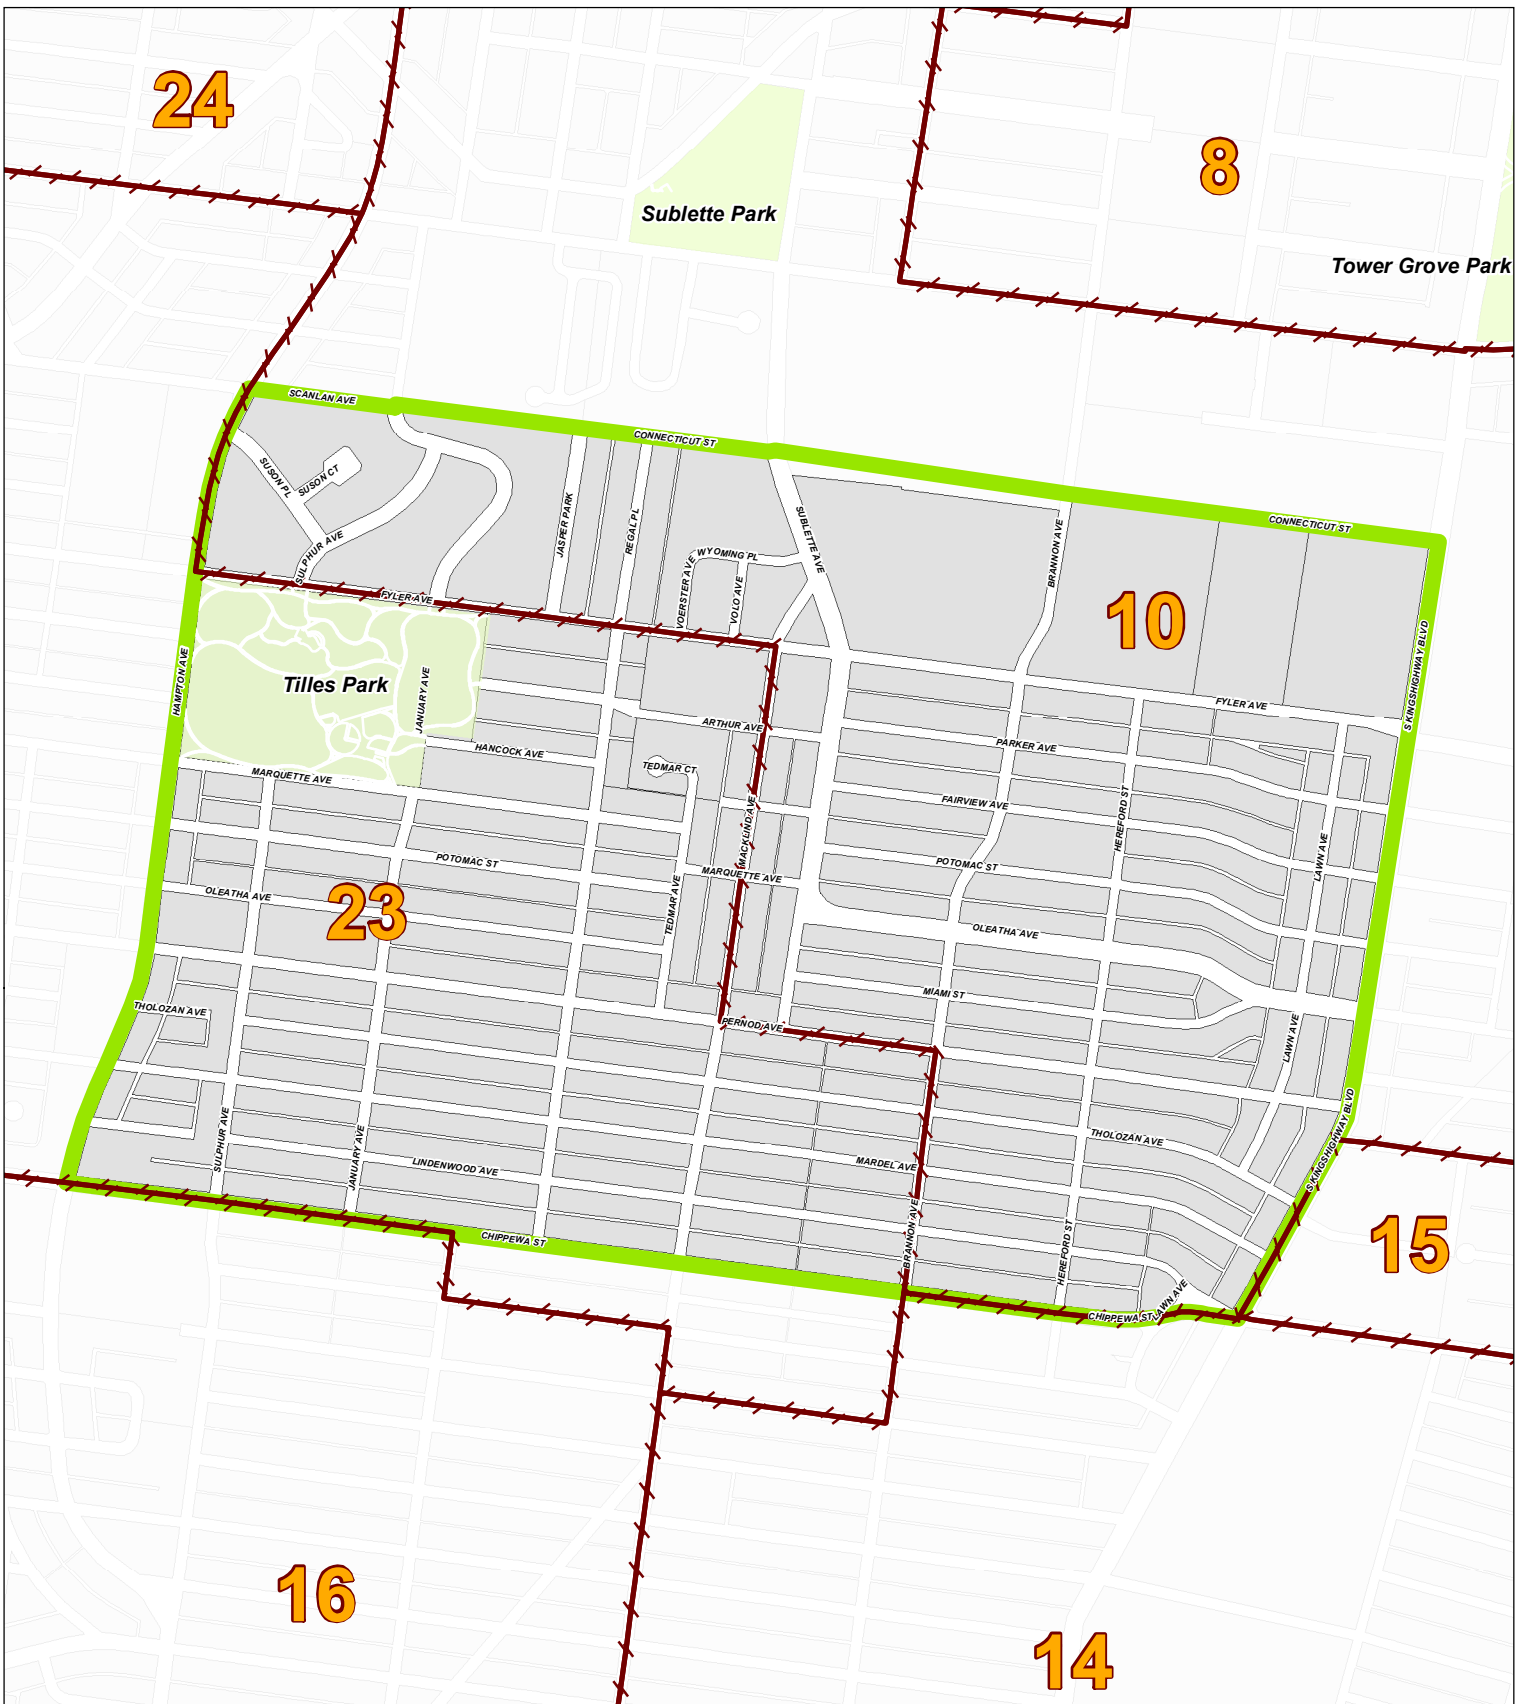 24
8
Sublette Park
Tower Grove Park
SCANLAN AVE
CONNECTICUT ST
CONNECTICUT ST
SUSON PL
SUSON CT
SULPHUR AVE
JASPER PARK
REGAL PL
SUBLETTE AVE
WYOMING PL
VOERSTER AVE
VOLO AVE
BRANNON AVE
FYLER AVE
10
S KINGSHIGHWAY BLVD
HAMPTON AVE
Tilles Park
JANUARY AVE
FYLER AVE
ARTHUR AVE
HANCOCK AVE
PARKER AVE
TEDMAR CT
MARQUETTE AVE
FAIRVIEW AVE
MACKLIND AVE
HEREFORD ST
LAWN AVE
POTOMAC ST
POTOMAC ST
MARQUETTE AVE
OLEATHA AVE
23
TEDMAR AVE
OLEATHA AVE
MIAMI ST
THOLOZAN AVE
PERNOD AVE
LAWN AVE
SULPHUR AVE
JANUARY AVE
LINDENWOOD AVE
MARDEL AVE
THOLOZAN AVE
S KINGSHIGHWAY BLVD
BRANNON AVE
HEREFORD ST
15
CHIPPEWA ST
CHIPPEWA ST
LAWN AVE
16
14